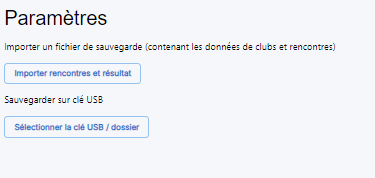 Paramètres
Importer un fichier de sauvegarde (contenant les données de clubs et rencontres)
Importer rencontres et résultat
Sauvegarder sur clé USB
Sélectionner la clé USB / dossier